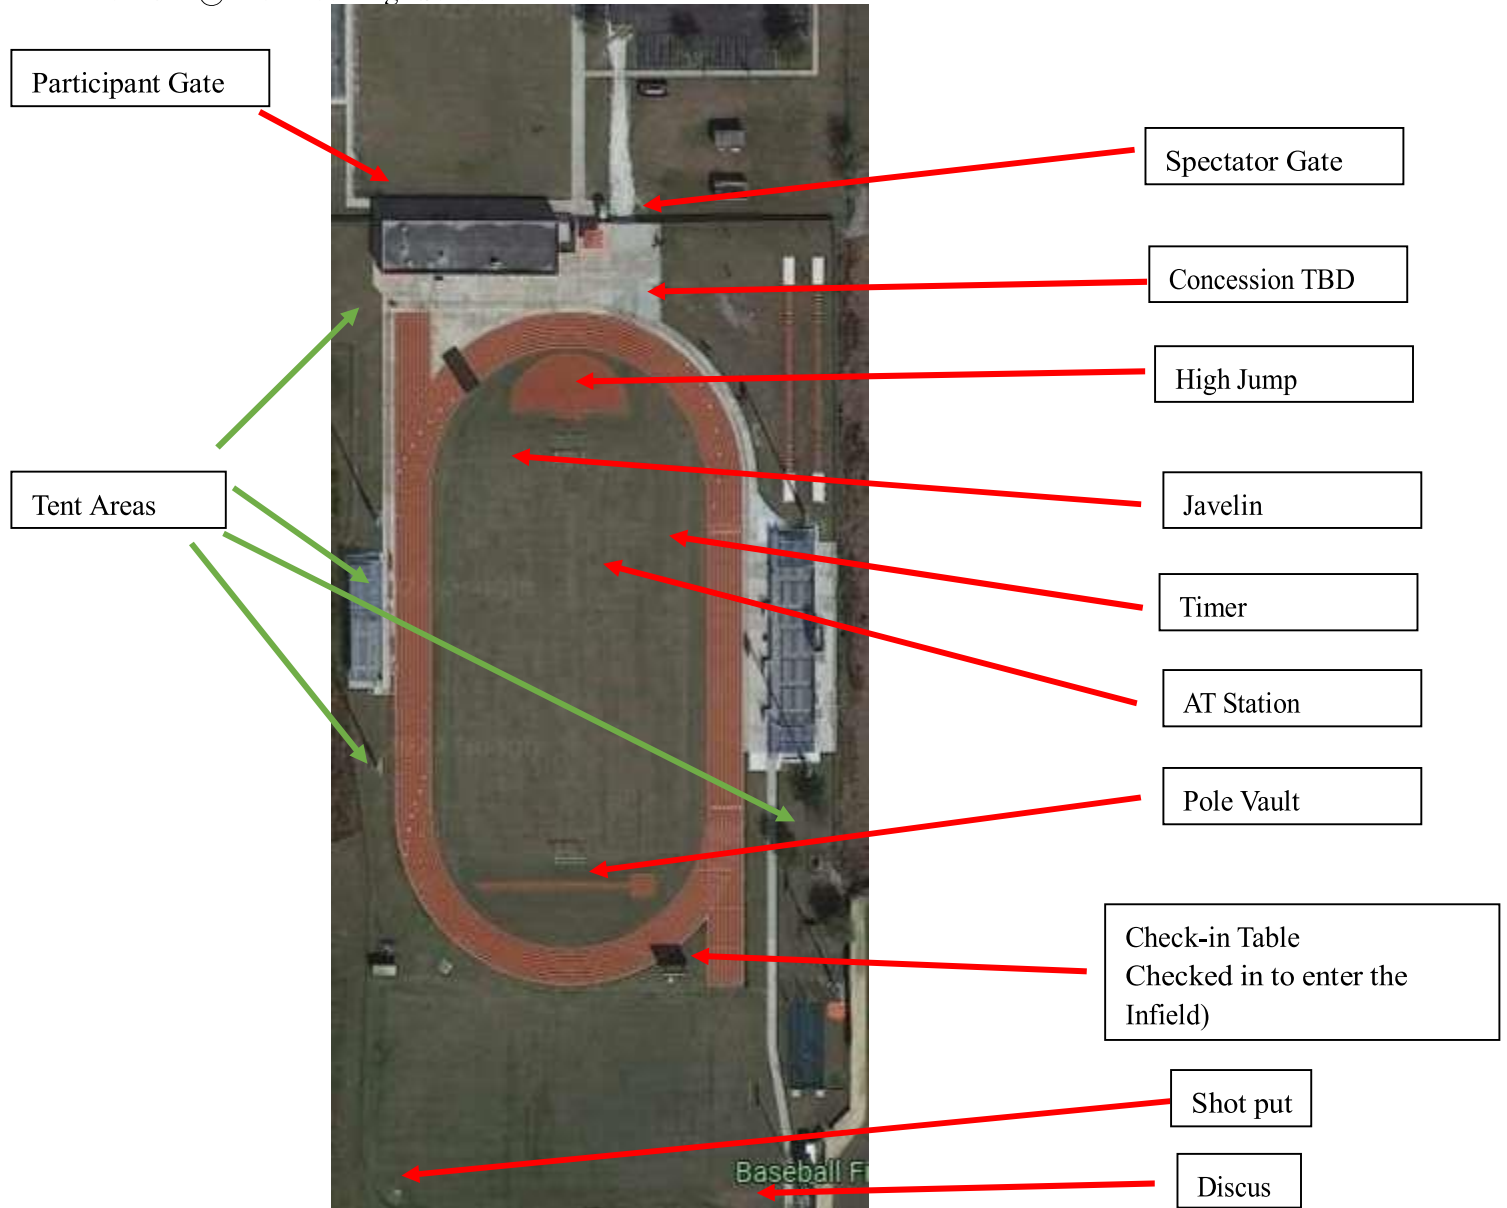 Participant Gate
Spectator Gate
Concession TBD
High Jump
Tent Areas
Javelin
Timer
AT Station
Pole Vault
Check-in Table
Checked in to enter the
Infield)
Shot put
Baseball F
Discus